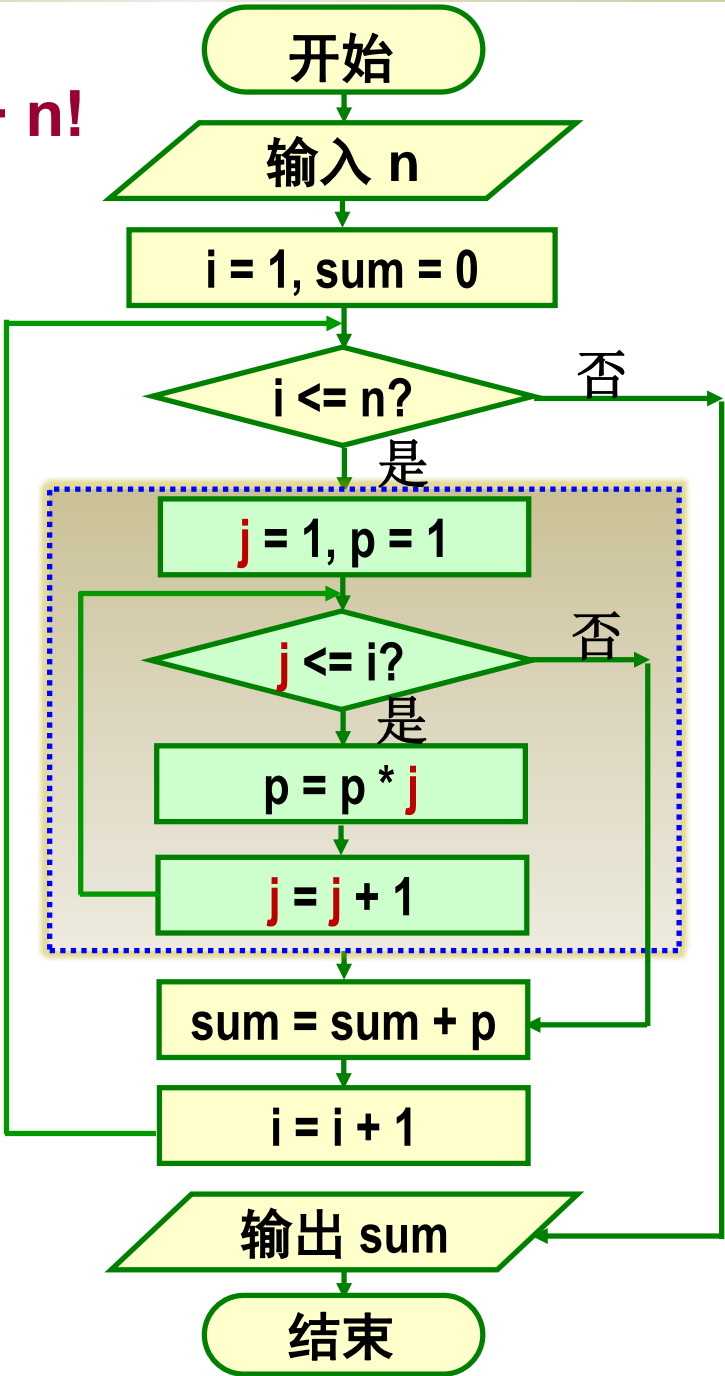 开始
+ n!
输入 n
i = 1, sum = 0
i <= n?
否
是
j = 1, p = 1
j <= i?
否
是
p = p * j
j = j + 1
sum = sum + p
i = i + 1
输出 sum
结束